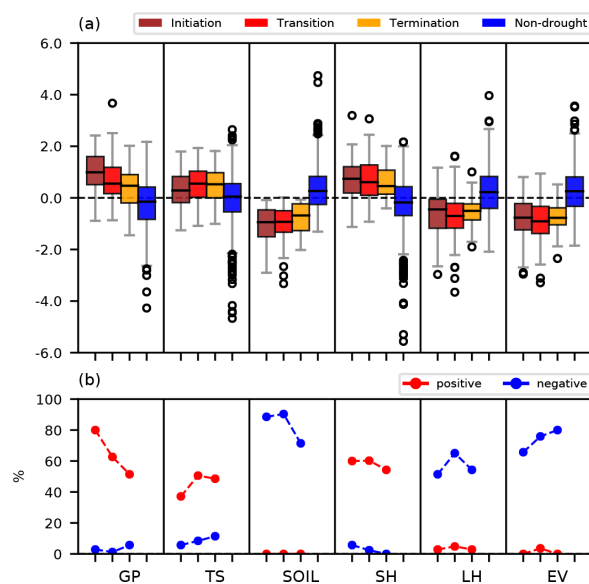 (a)
Initiation Transition Termination Non-drought
6.0
4.0
2.0
0.0
-2.0
-4.0
-6.0
(b)
positive negative
100
80
60
40
20
0
%
GP TS SOIL SH LH EV